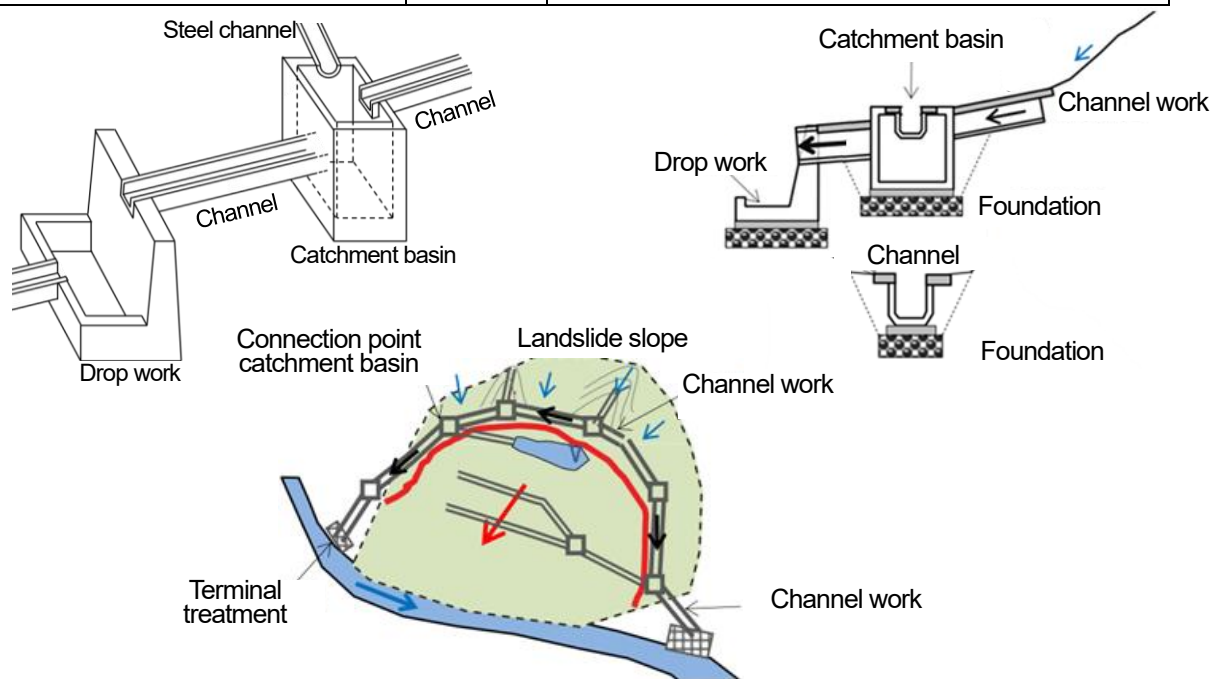 Steel channel
Channel
Channel
Catchment basin
Drop work
Catchment basin
Channel work
Drop work
Foundation
Channel
Foundation
Connection point
catchment basin
Landslide slope
Channel work
Terminal
treatment
Channel work